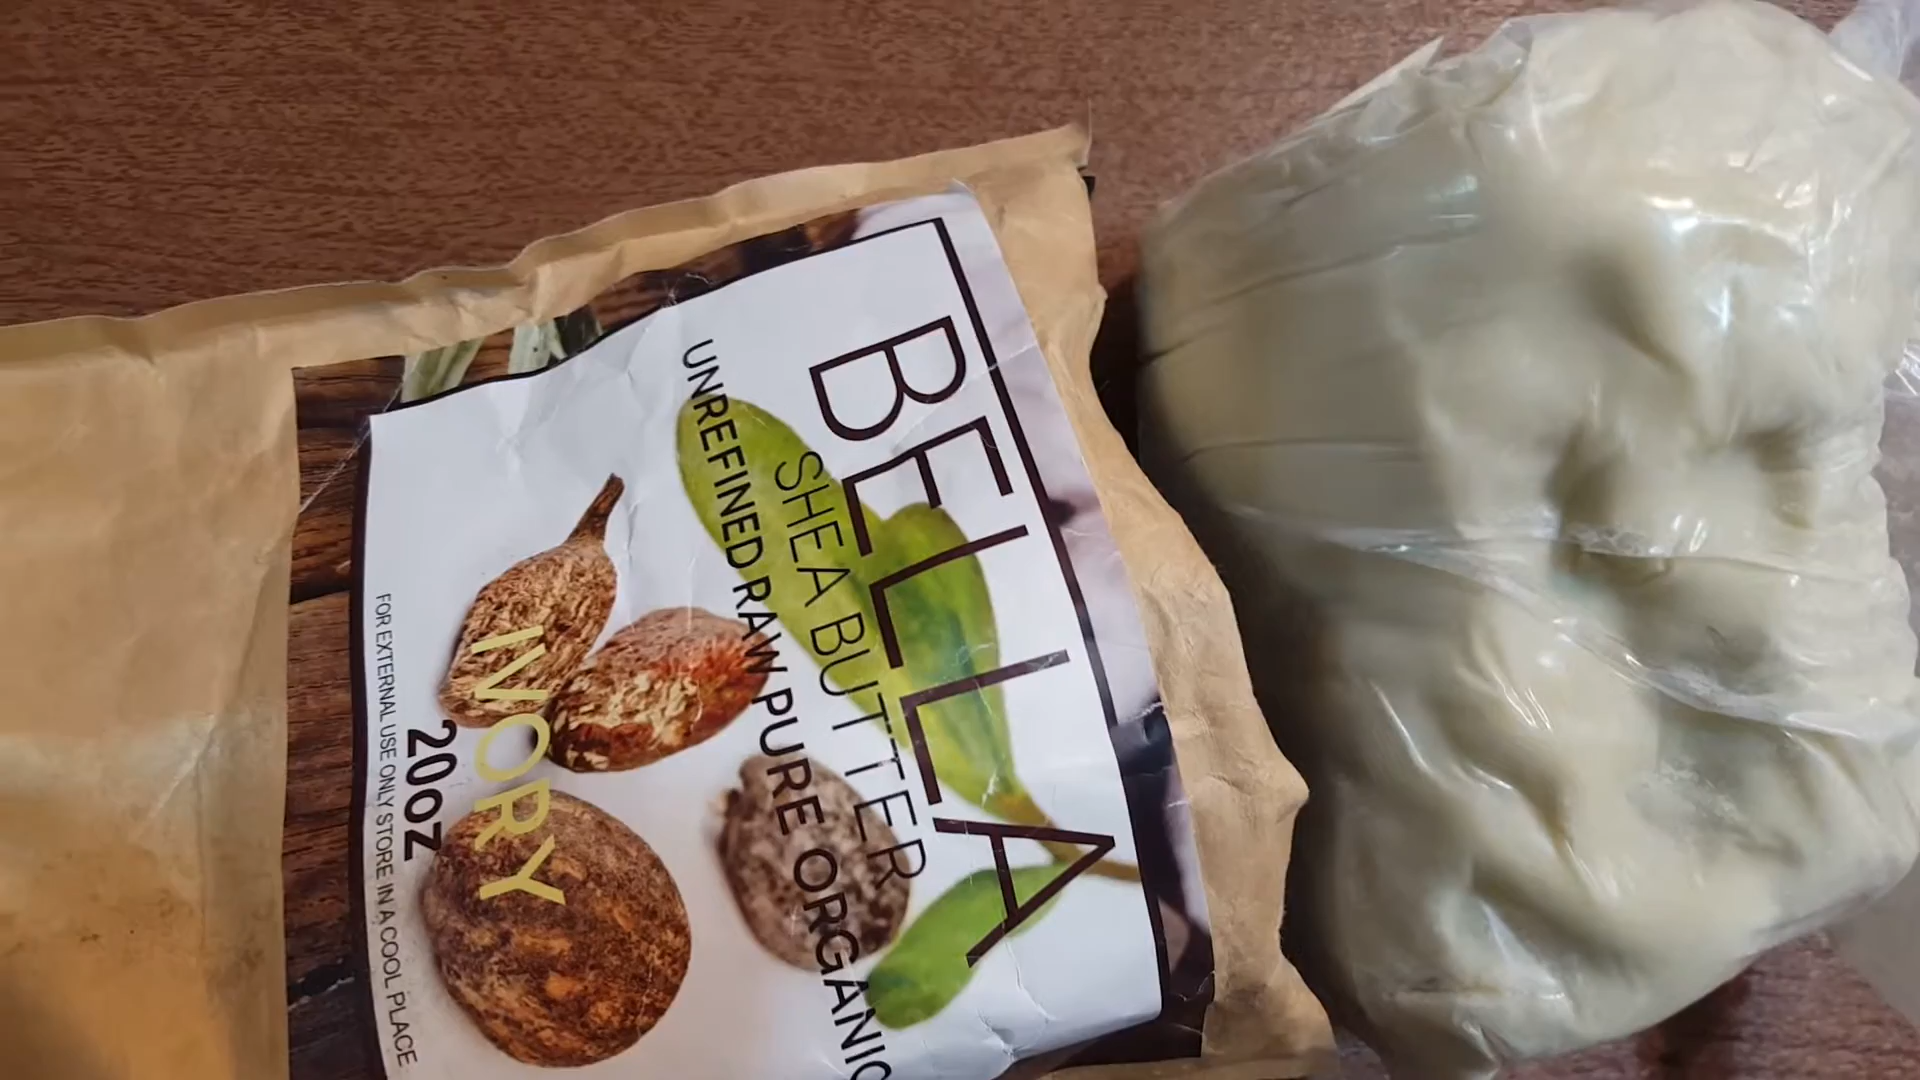 BELLA
SHEA BUTTER
UNREFINED RAW PURE ORGANIC
IVORY
20oz
FOR EXTERNAL USE ONLY STORE IN A COOL PLACE